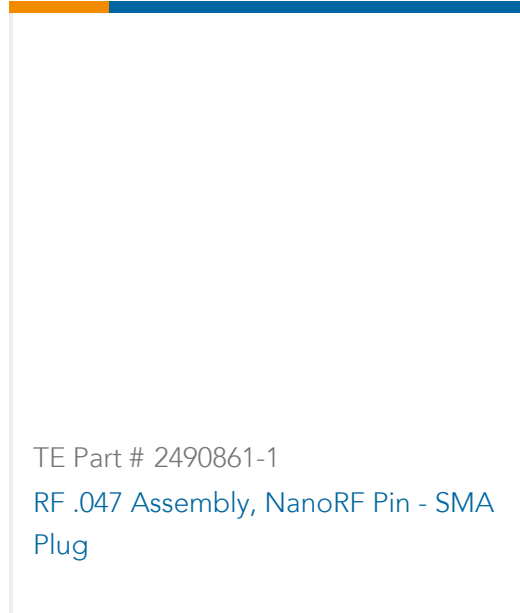 TE Part # 2490861-1
RF .047 Assembly, NanoRF Pin - SMA
Plug